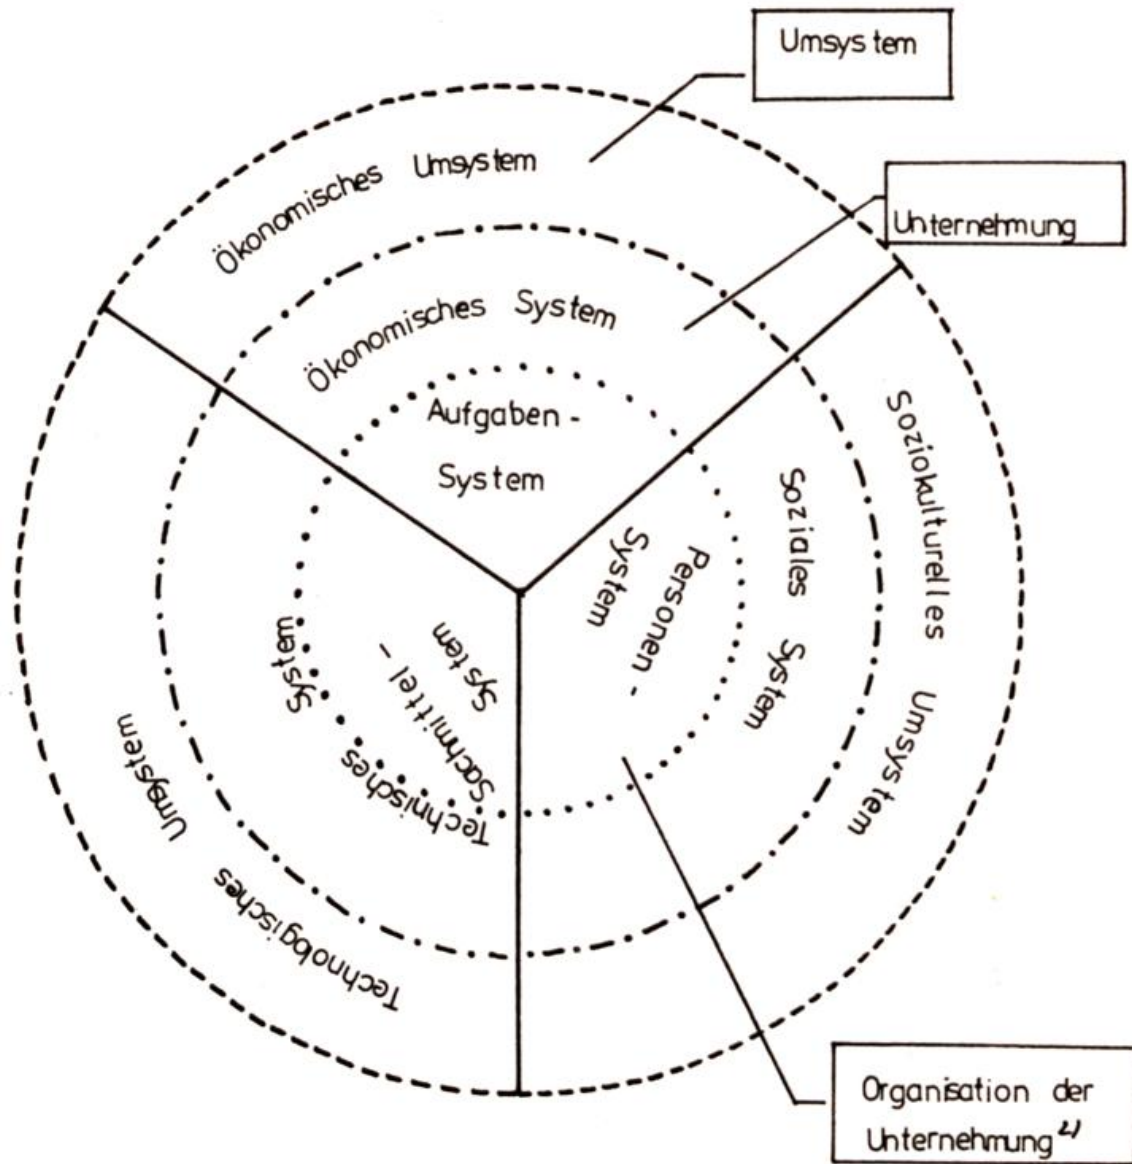 Umsystem
Ökonomisches Umsystem
Unternehmung
Ökonomisches System
Aufgaben-
System
Soziokulturelles Umsystem
Soziales System
Personen-
System
Sachmittel-
System
Technisches System
Technologisches Umsystem
Organisation der
Unternehmung 2)